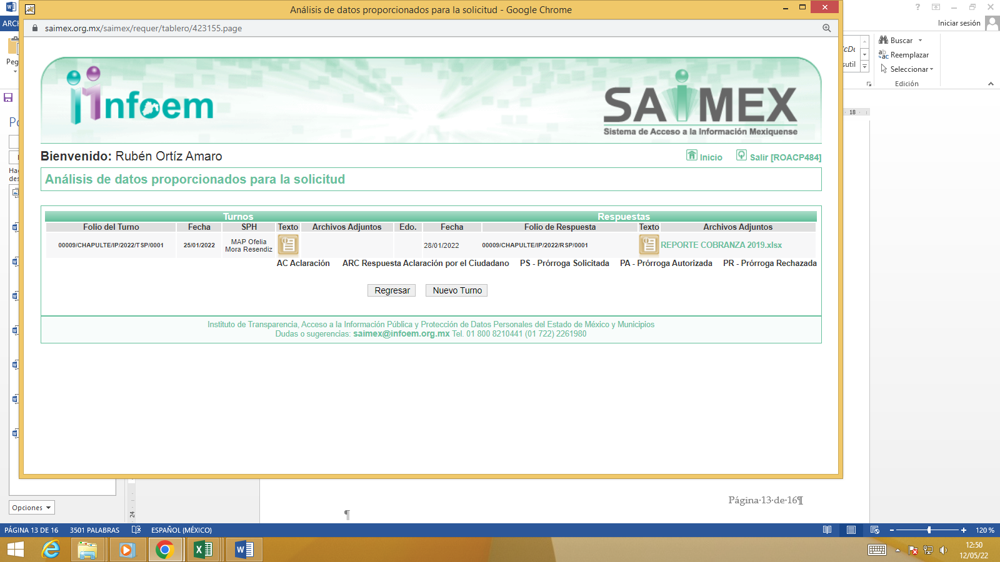 Análisis de datos proporcionados para la solicitud - Google Chrome
saimex.org.mx/saimex/requer/tablero/423155.page
Iniciar sesión
Buscar
Reemplazar
Seleccionar
Edición
18
infoem
SAIMEX
Sistema de Acceso a la Información Mexiquense
Bienvenido: Rubén Ortíz Amaro
Inicio
Salir [ROACP484]
Análisis de datos proporcionados para la solicitud
Turnos
Respuestas
Folio del Turno Fecha SPH Texto Archivos Adjuntos Edo. Fecha Folio de Respuesta Texto Archivos Adjuntos
00009/CHAPULTE/IP/2022/TSP/0001 25/01/2022 MAP Ofelia Mora Resendiz 28/01/2022 00009/CHAPULTE/IP/2022/RSP/0001 REPORTE COBRANZA 2019.xlsx
AC Aclaración ARC Respuesta Aclaración por el Ciudadano PS - Prórroga Solicitada PA - Prórroga Autorizada PR - Prórroga Rechazada
Regresar Nuevo Turno
Instituto de Transparencia, Acceso a la Información Pública y Protección de Datos Personales del Estado de México y Municipios
Dudas o sugerencias: saimex@infoem.org.mx Tel. 01 800 8210441 (01 722) 2261980
Página·13·de·16¶
¶
Opciones
24
PÁGINA 13 DE 16 3501 PALABRAS ESPAÑOL (MÉXICO)
120 %
12:50
12/05/22